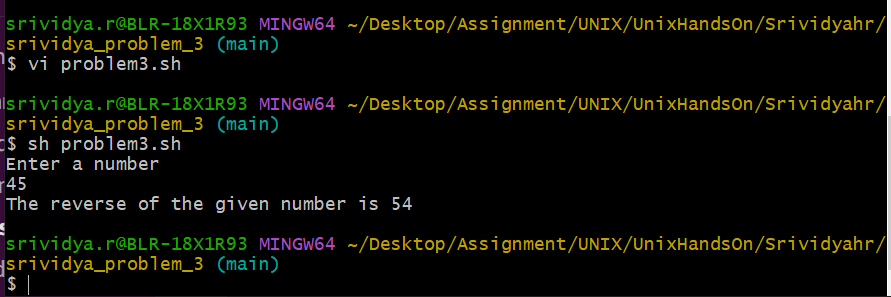 srividya.r@BLR-18X1R93 MINGW64 ~/Desktop/Assignment/UNIX/UnixHandsOn/Srividyahr/
srividya_problem_3 (main)
$ vi problem3.sh
srividya.r@BLR-18X1R93 MINGW64 ~/Desktop/Assignment/UNIX/UnixHandsOn/Srividyahr/
srividya_problem_3 (main)
$ sh problem3.sh
Enter a number
45
The reverse of the given number is 54
srividya.r@BLR-18X1R93 MINGW64 ~/Desktop/Assignment/UNIX/UnixHandsOn/Srividyahr/
srividya_problem_3 (main)
$